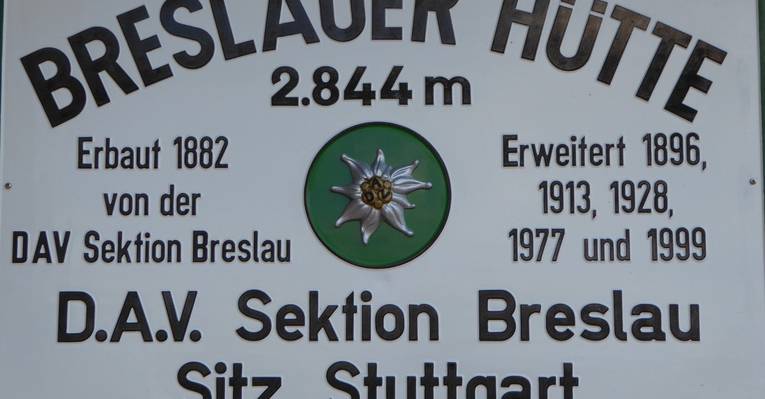 BRESLAUER HÜTTE
2.844 m
Erbaut 1882
von der
DAV Sektion Breslau
Erweitert 1896,
1913, 1928,
1977 und 1999
D.A.V. Sektion Breslau
Sitz Stuttgart